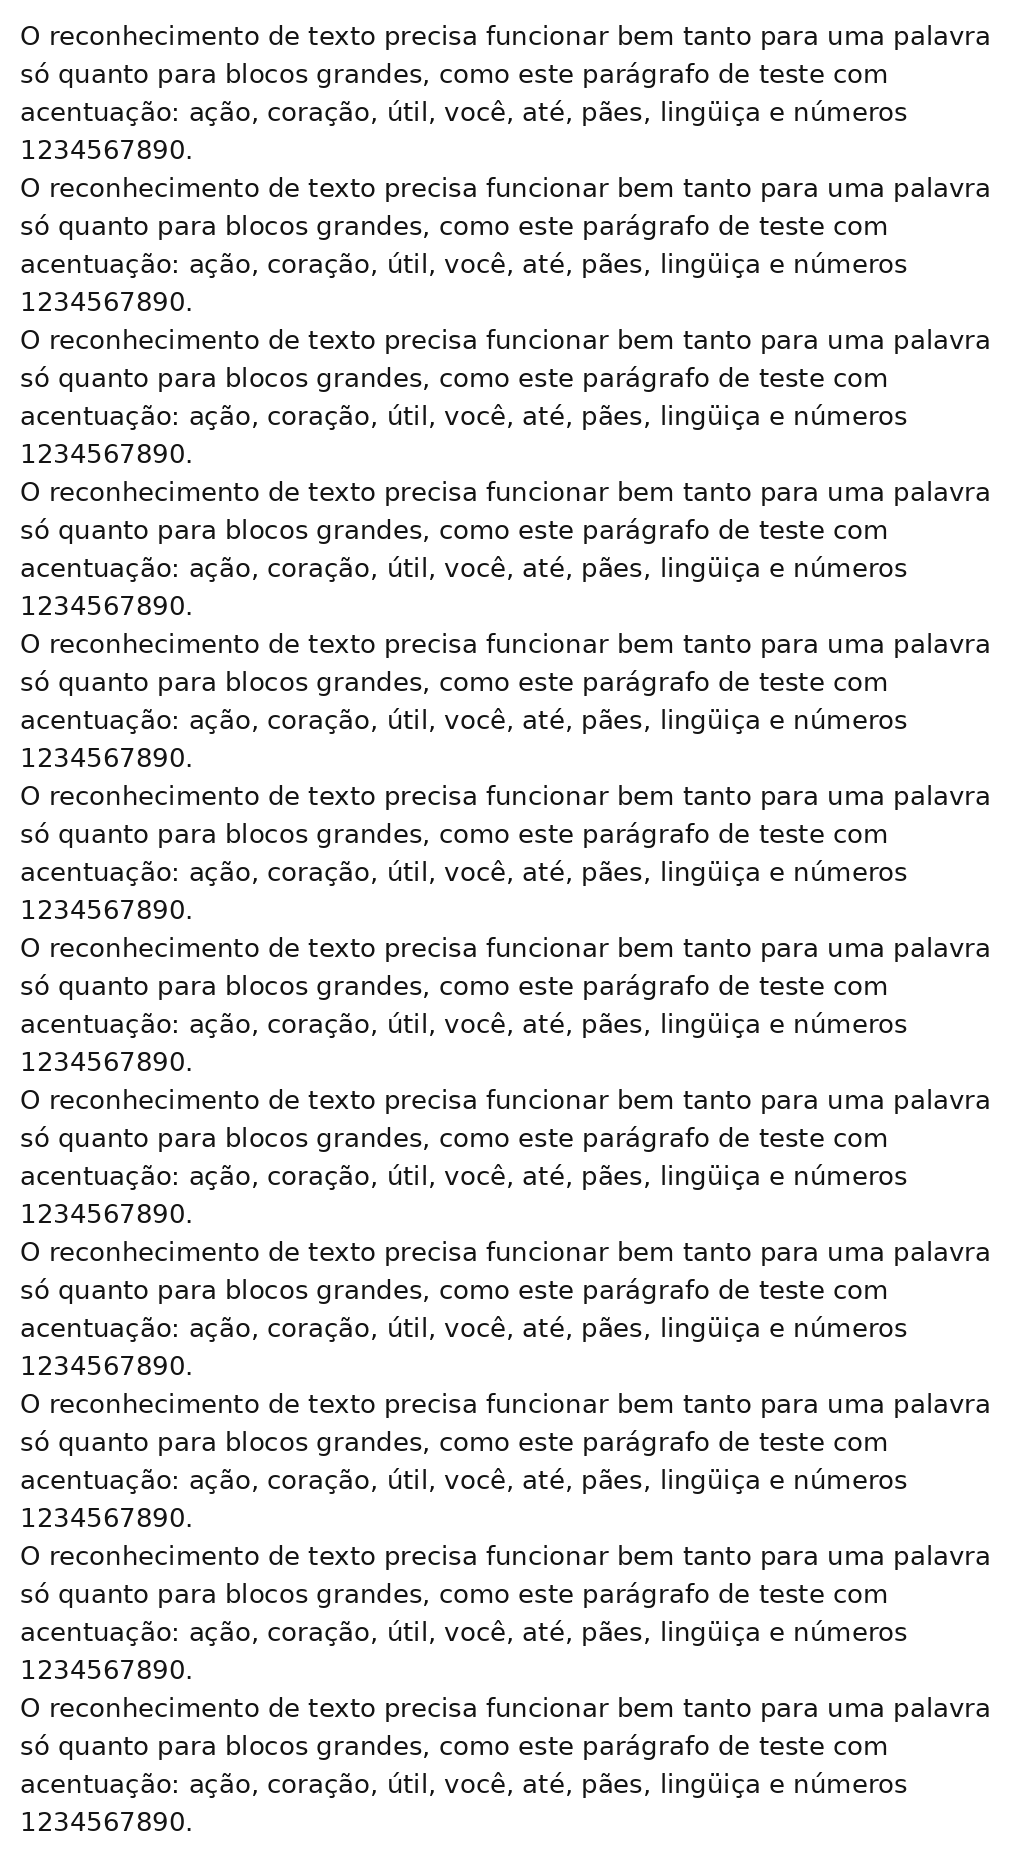 O reconhecimento de texto precisa funcionar bem tanto para uma palavra
só quanto para blocos grandes, como este parágrafo de teste com
acentuação: ação, coração, útil, você, até, pães, lingüiça e números
1234567890.
O reconhecimento de texto precisa funcionar bem tanto para uma palavra
só quanto para blocos grandes, como este parágrafo de teste com
acentuação: ação, coração, útil, você, até, pães, lingüiça e números
1234567890.
O reconhecimento de texto precisa funcionar bem tanto para uma palavra
só quanto para blocos grandes, como este parágrafo de teste com
acentuação: ação, coração, útil, você, até, pães, lingüiça e números
1234567890.
O reconhecimento de texto precisa funcionar bem tanto para uma palavra
só quanto para blocos grandes, como este parágrafo de teste com
acentuação: ação, coração, útil, você, até, pães, lingüiça e números
1234567890.
O reconhecimento de texto precisa funcionar bem tanto para uma palavra
só quanto para blocos grandes, como este parágrafo de teste com
acentuação: ação, coração, útil, você, até, pães, lingüiça e números
1234567890.
O reconhecimento de texto precisa funcionar bem tanto para uma palavra
só quanto para blocos grandes, como este parágrafo de teste com
acentuação: ação, coração, útil, você, até, pães, lingüiça e números
1234567890.
O reconhecimento de texto precisa funcionar bem tanto para uma palavra
só quanto para blocos grandes, como este parágrafo de teste com
acentuação: ação, coração, útil, você, até, pães, lingüiça e números
1234567890.
O reconhecimento de texto precisa funcionar bem tanto para uma palavra
só quanto para blocos grandes, como este parágrafo de teste com
acentuação: ação, coração, útil, você, até, pães, lingüiça e números
1234567890.
O reconhecimento de texto precisa funcionar bem tanto para uma palavra
só quanto para blocos grandes, como este parágrafo de teste com
acentuação: ação, coração, útil, você, até, pães, lingüiça e números
1234567890.
O reconhecimento de texto precisa funcionar bem tanto para uma palavra
só quanto para blocos grandes, como este parágrafo de teste com
acentuação: ação, coração, útil, você, até, pães, lingüiça e números
1234567890.
O reconhecimento de texto precisa funcionar bem tanto para uma palavra
só quanto para blocos grandes, como este parágrafo de teste com
acentuação: ação, coração, útil, você, até, pães, lingüiça e números
1234567890.
O reconhecimento de texto precisa funcionar bem tanto para uma palavra
só quanto para blocos grandes, como este parágrafo de teste com
acentuação: ação, coração, útil, você, até, pães, lingüiça e números
1234567890.